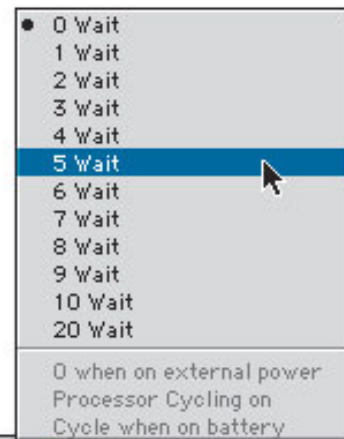 0 Wait
1 Wait
2 Wait
3 Wait
4 Wait
5 Wait
6 Wait
7 Wait
8 Wait
9 Wait
10 Wait
20 Wait
0 when on external power
Processor Cycling on
Cycle when on battery